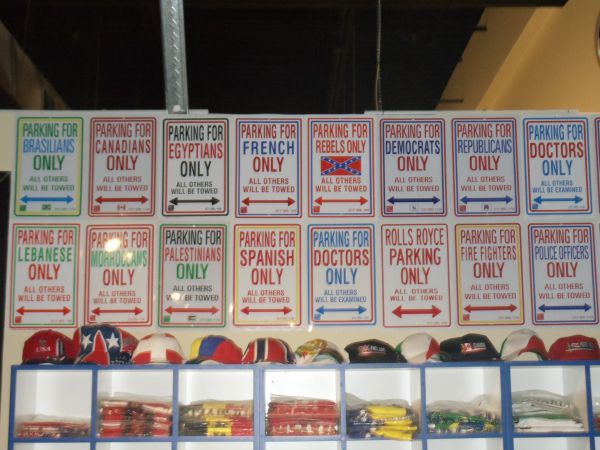 PARKING FOR
BRASILIANS
ONLY
ALL OTHERS
WILL BE TOWED
PARKING FOR
CANADIANS
ONLY
ALL OTHERS
WILL BE TOWED
PARKING FOR
EGYPTIANS
ONLY
ALL OTHERS
WILL BE TOWED
PARKING FOR
FRENCH
ONLY
ALL OTHERS
WILL BE TOWED
PARKING FOR
REBELS ONLY
ALL OTHERS
WILL BE TOWED
PARKING FOR
DEMOCRATS
ONLY
ALL OTHERS
WILL BE TOWED
PARKING FOR
REPUBLICANS
ONLY
ALL OTHERS
WILL BE TOWED
PARKING FOR
DOCTORS
ONLY
ALL OTHERS
WILL BE EXAMINED
PARKING FOR
LEBANESE
ONLY
ALL OTHERS
WILL BE TOWED
PARKING FOR
MORROCIANS
ONLY
ALL OTHERS
WILL BE TOWED
PARKING FOR
PALESTINIANS
ONLY
ALL OTHERS
WILL BE TOWED
PARKING FOR
SPANISH
ONLY
ALL OTHERS
WILL BE TOWED
PARKING FOR
DOCTORS
ONLY
ALL OTHERS
WILL BE EXAMINED
ROLLS ROYCE
PARKING
ONLY
ALL OTHERS
WILL BE TOWED
PARKING FOR
FIRE FIGHTERS
ONLY
ALL OTHERS
WILL BE TOWED
PARKING FOR
POLICE OFFICERS
ONLY
ALL OTHERS
WILL BE TOWED
USA